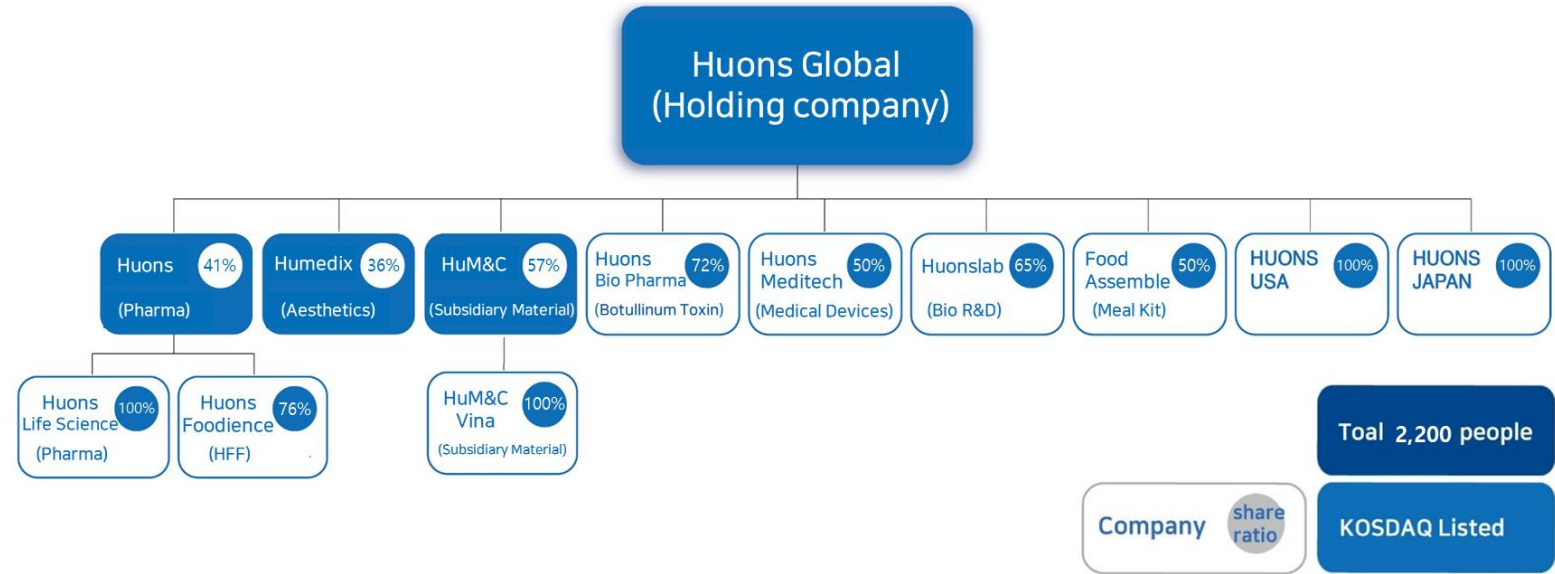 Huons Global
(Holding company)
Huons 41%
(Pharma)
Humedix 36%
(Aesthetics)
HuM&C 57%
(Subsidiary Material)
Huons
Bio Pharma 72%
(Botullinum Toxin)
Huons
Meditech 50%
(Medical Devices)
Huonslab 65%
(Bio R&D)
Food
Assemble 50%
(Meal Kit)
HUONS
USA 100%
HUONS
JAPAN 100%
Huons
Life Science 100%
(Pharma)
Huons
Foodience 76%
(HFF)
HuM&C
Vina 100%
(Subsidiary Material)
Toal 2,200 people
Company
share
ratio
KOSDAQ Listed